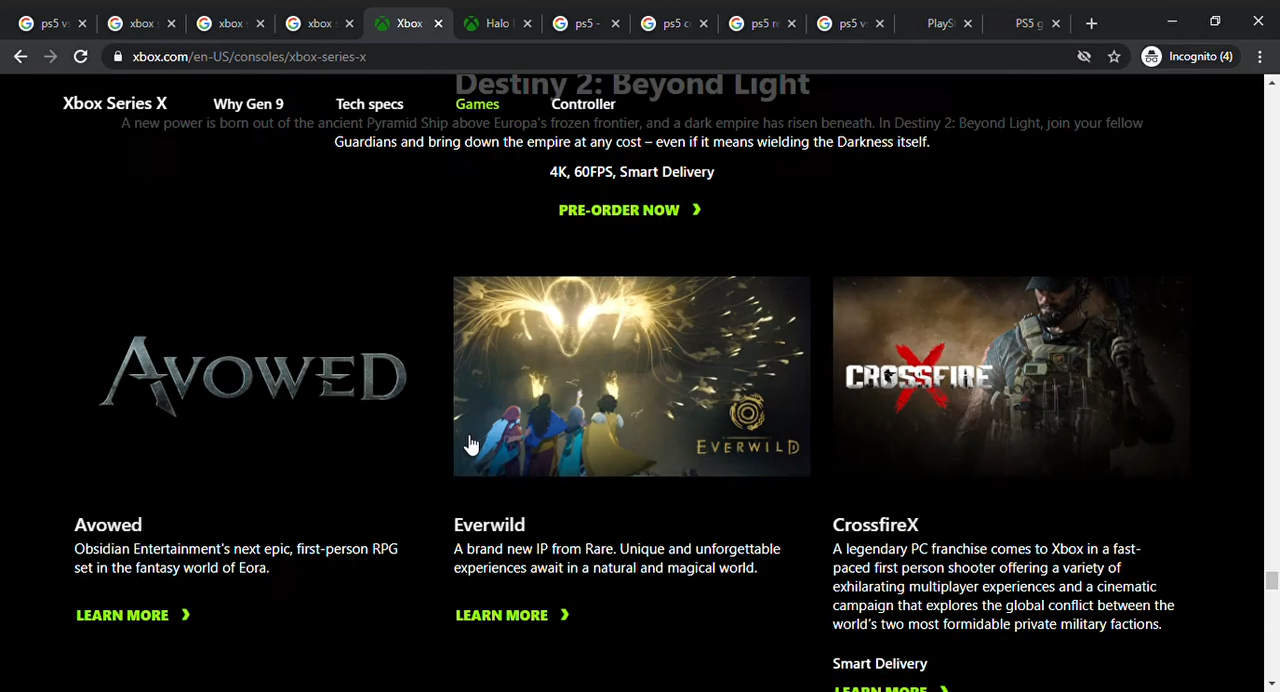 ps5 v
xbox
xbox
xbox
Xbox
Halo
ps5 -
ps5 c
ps5 r
ps5 v
PlayS
PS5 g
xbox.com/en-US/consoles/xbox-series-x
Incognito (4)
Destiny 2: Beyond Light
Xbox Series X
Why Gen 9
Tech specs
Games
Controller
A new power is born out of the ancient Pyramid Ship above Europa's frozen frontier, and a dark empire has risen beneath. In Destiny 2: Beyond Light, join your fellow
Guardians and bring down the empire at any cost – even if it means wielding the Darkness itself.
4K, 60FPS, Smart Delivery
PRE-ORDER NOW
AVOWED
EVERWILD
CROSSFIRE X
Avowed
Obsidian Entertainment's next epic, first-person RPG
set in the fantasy world of Eora.
LEARN MORE
Everwild
A brand new IP from Rare. Unique and unforgettable
experiences await in a natural and magical world.
LEARN MORE
CrossfireX
A legendary PC franchise comes to Xbox in a fast-
paced first person shooter offering a variety of
exhilarating multiplayer experiences and a cinematic
campaign that explores the global conflict between the
world's two most formidable private military factions.
Smart Delivery
LEARN MORE